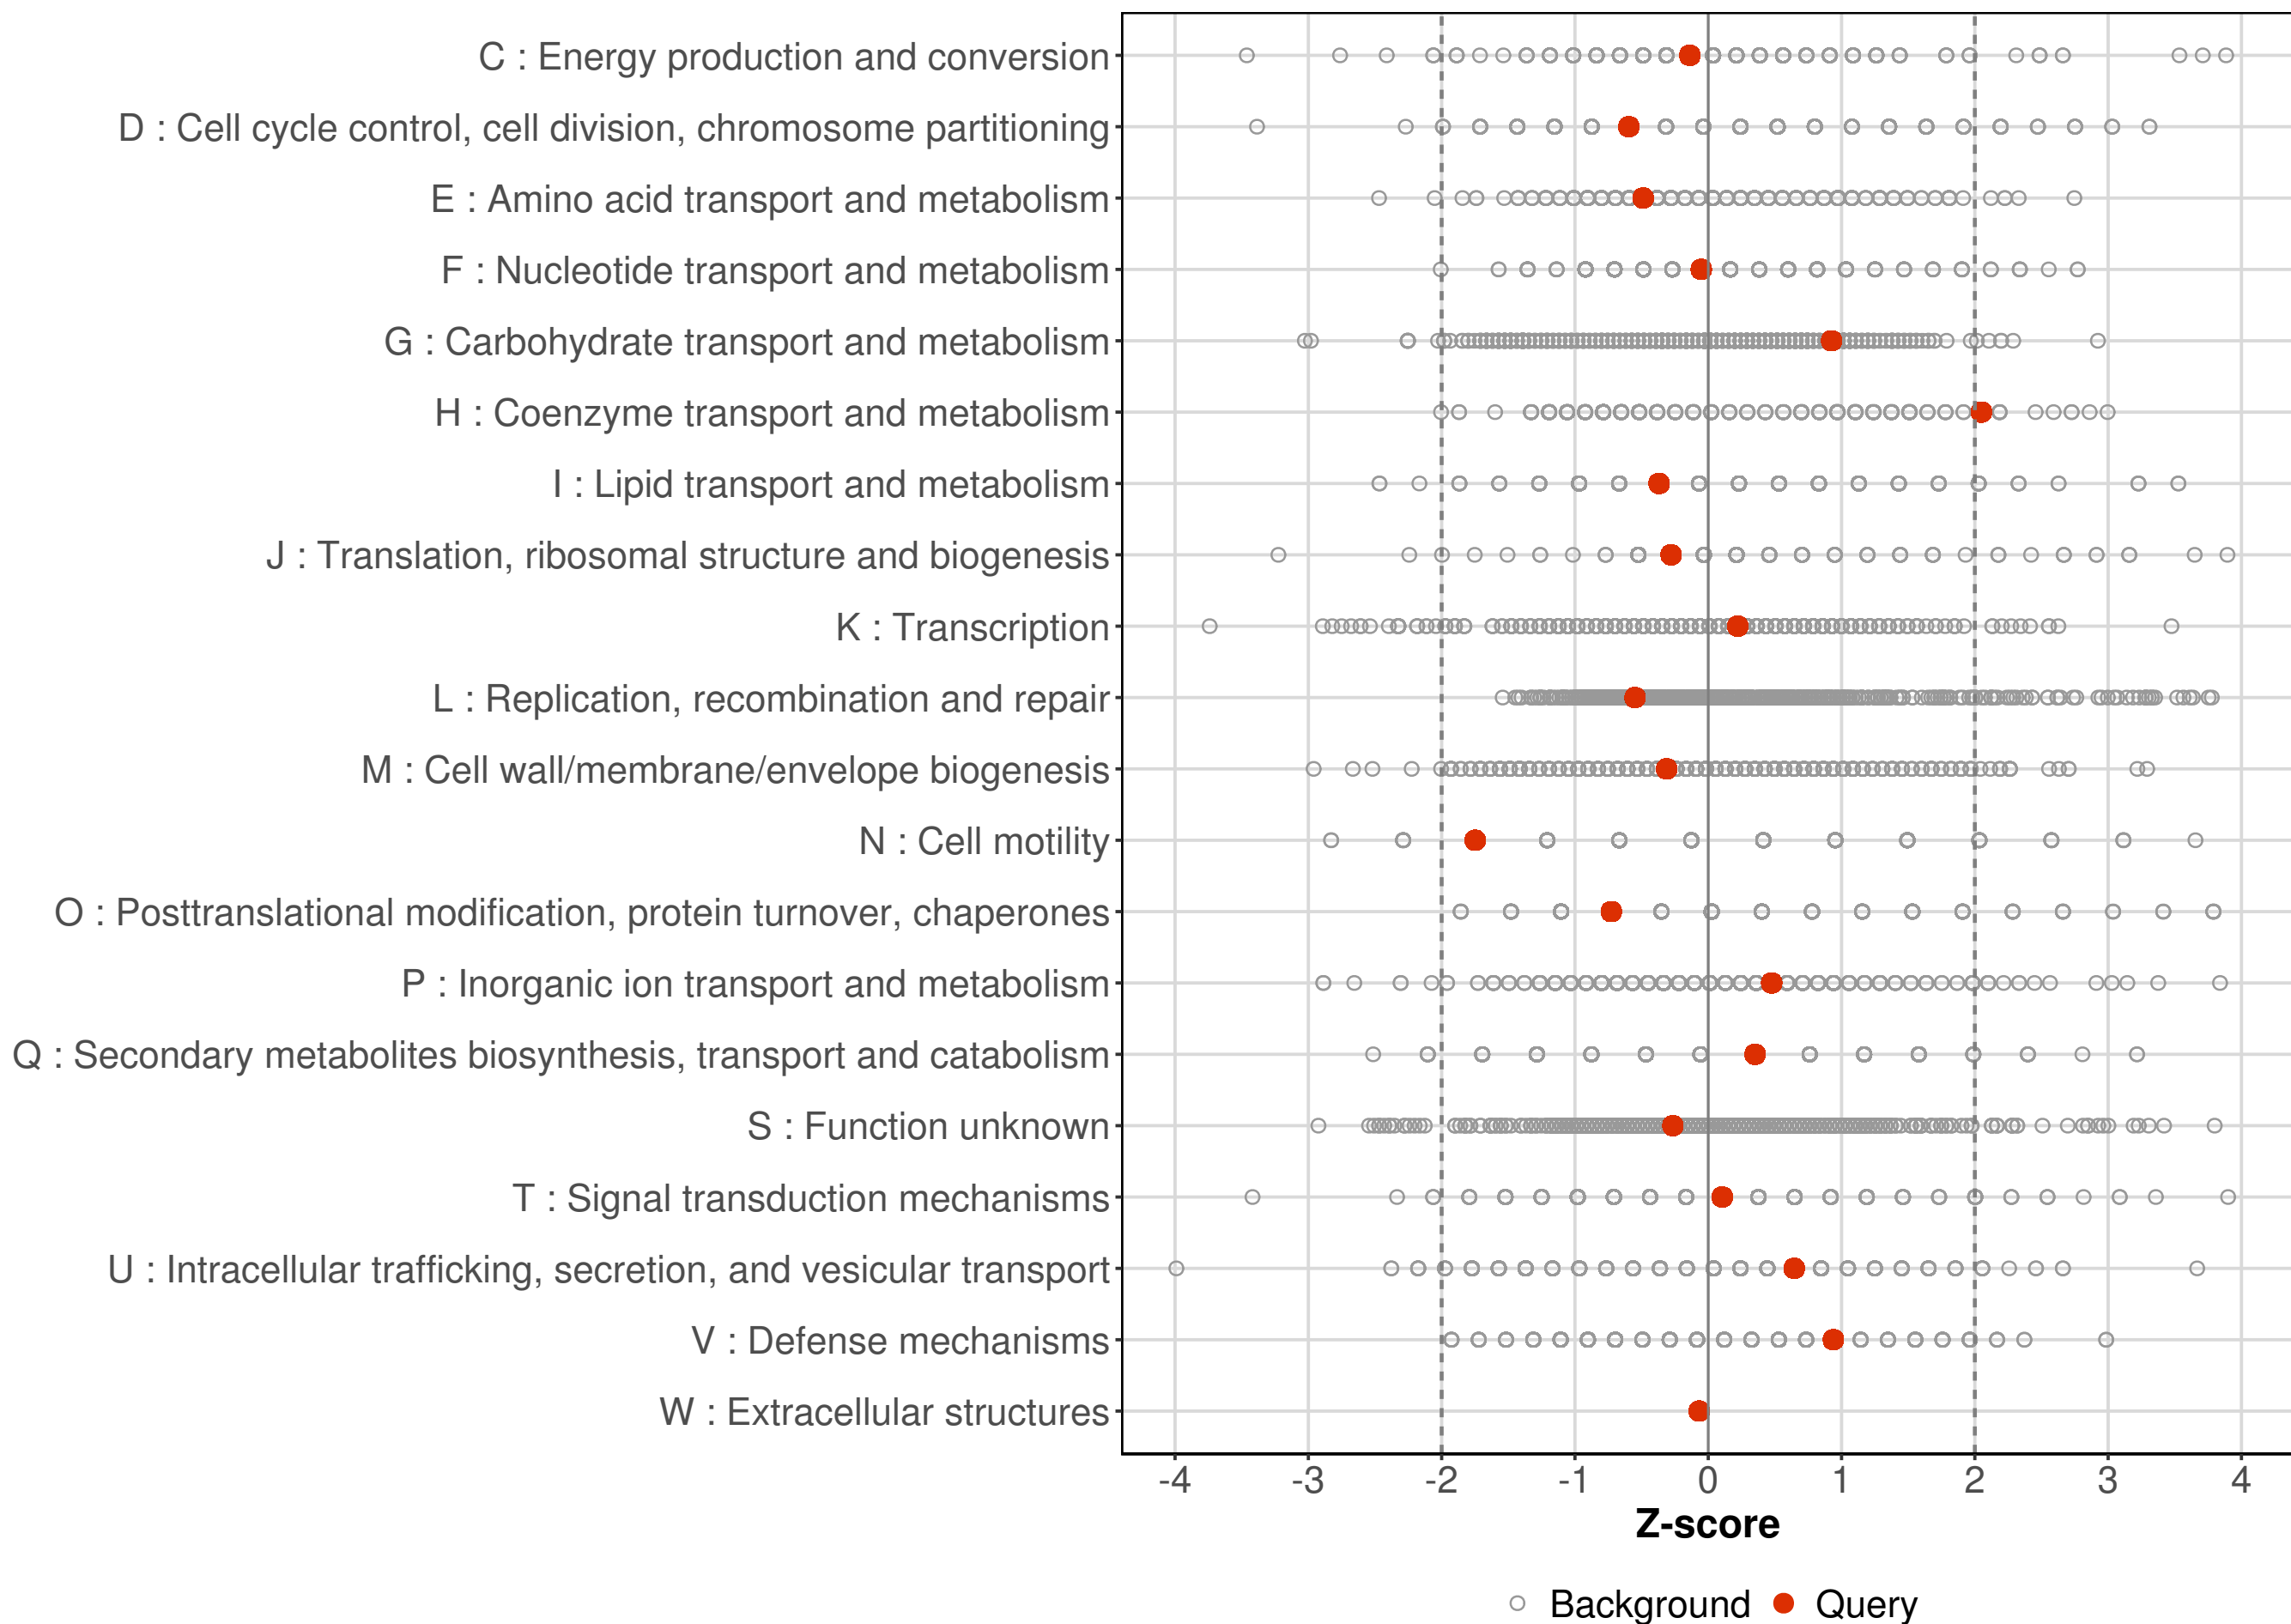 C : Energy production and conversion
D : Cell cycle control, cell division, chromosome partitioning
E : Amino acid transport and metabolism
F : Nucleotide transport and metabolism
G : Carbohydrate transport and metabolism
H : Coenzyme transport and metabolism
I : Lipid transport and metabolism
J : Translation, ribosomal structure and biogenesis
K : Transcription
L : Replication, recombination and repair
M : Cell wall/membrane/envelope biogenesis
N : Cell motility
O : Posttranslational modification, protein turnover, chaperones
P : Inorganic ion transport and metabolism
Q : Secondary metabolites biosynthesis, transport and catabolism
S : Function unknown
T : Signal transduction mechanisms
U : Intracellular trafficking, secretion, and vesicular transport
V : Defense mechanisms
W : Extracellular structures
-4 -3 -2 -1 0 1 2 3 4
Z-score
Background Query